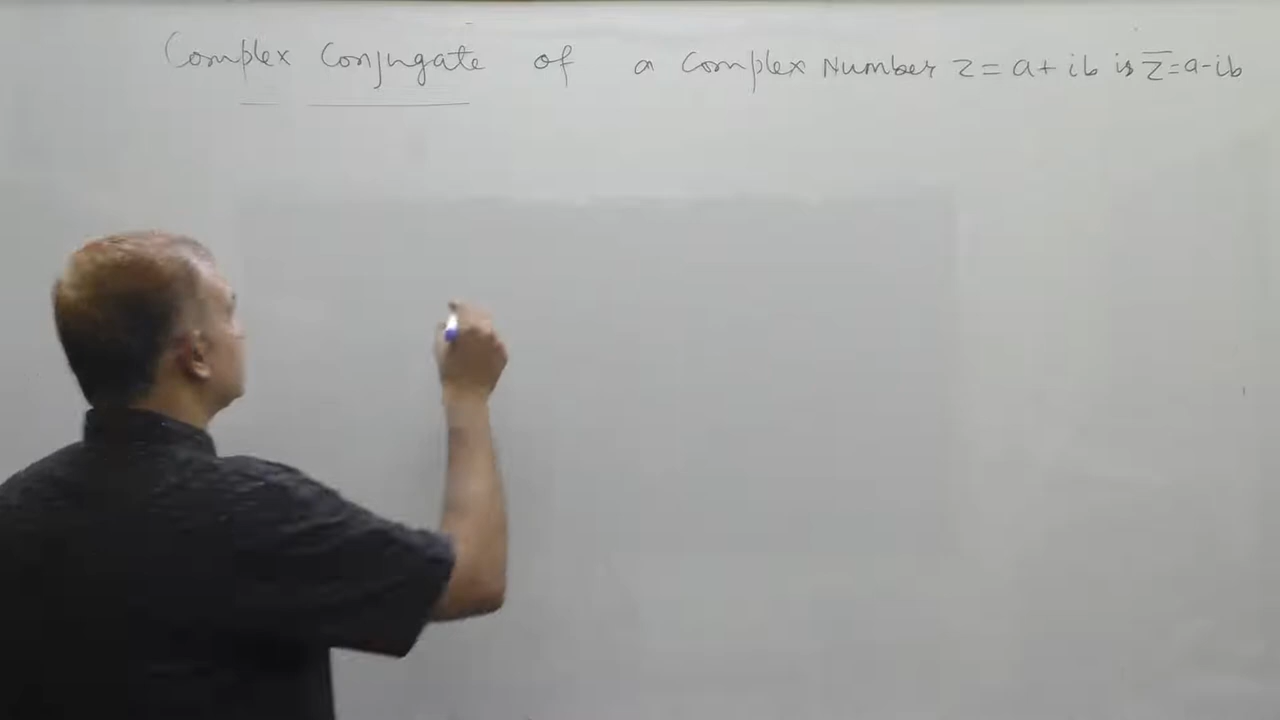 Complex Conjugate of a Complex Number z = a + ib is z̅ = a - ib